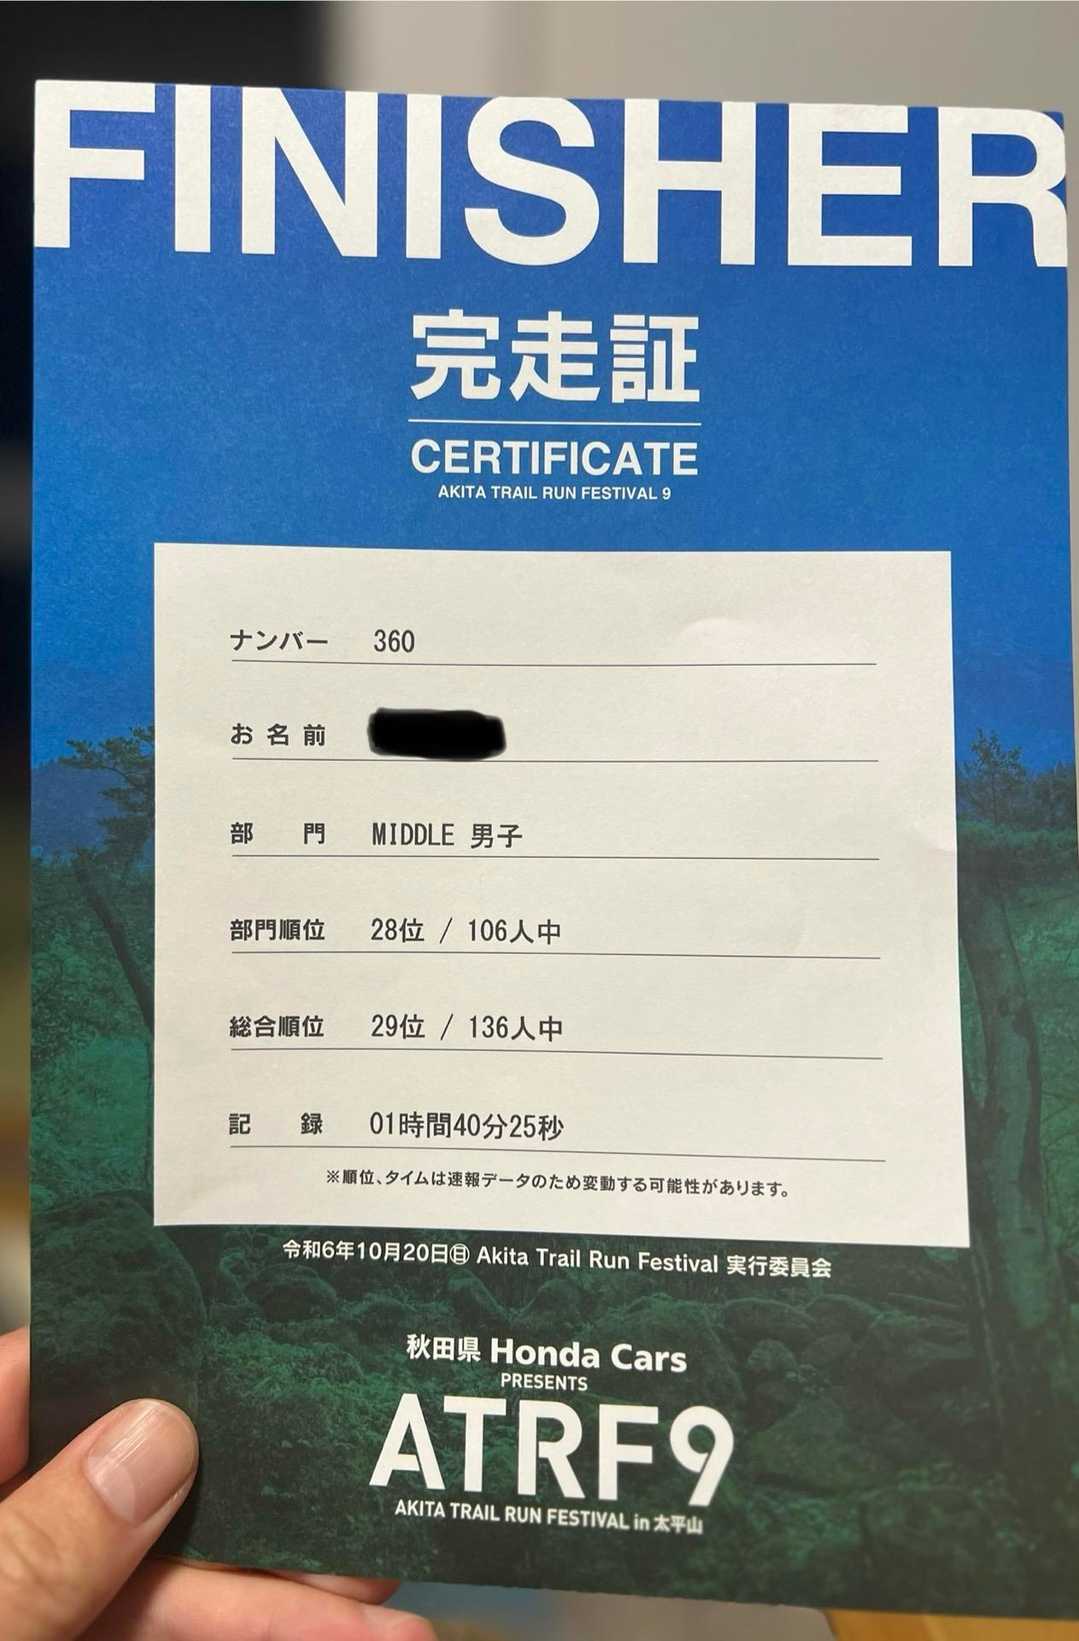 FINISHER
完走証
CERTIFICATE
AKITA TRAIL RUN FESTIVAL 9
ナンバー 360
お名前
部門 MIDDLE 男子
部門順位 28位 / 106人中
総合順位 29位 / 136人中
記録 01時間40分25秒
※順位、タイムは速報データのため変動する可能性があります。
令和6年10月20日㊐ Akita Trail Run Festival 実行委員会
秋田県 Honda Cars
PRESENTS
ATRF9
AKITA TRAIL RUN FESTIVAL in 太平山